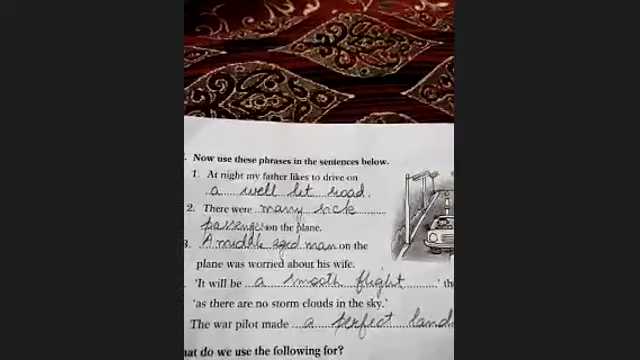 Now use these phrases in the sentences below.
1. At night my father likes to drive on
a well lit road.
2. There were many sick
passenger on the plane.
3. A middle aged man on the
plane was worried about his wife.
'It will be a smooth flight,' th
'as there are no storm clouds in the sky.'
The war pilot made a perfect land
at do we use the following for?